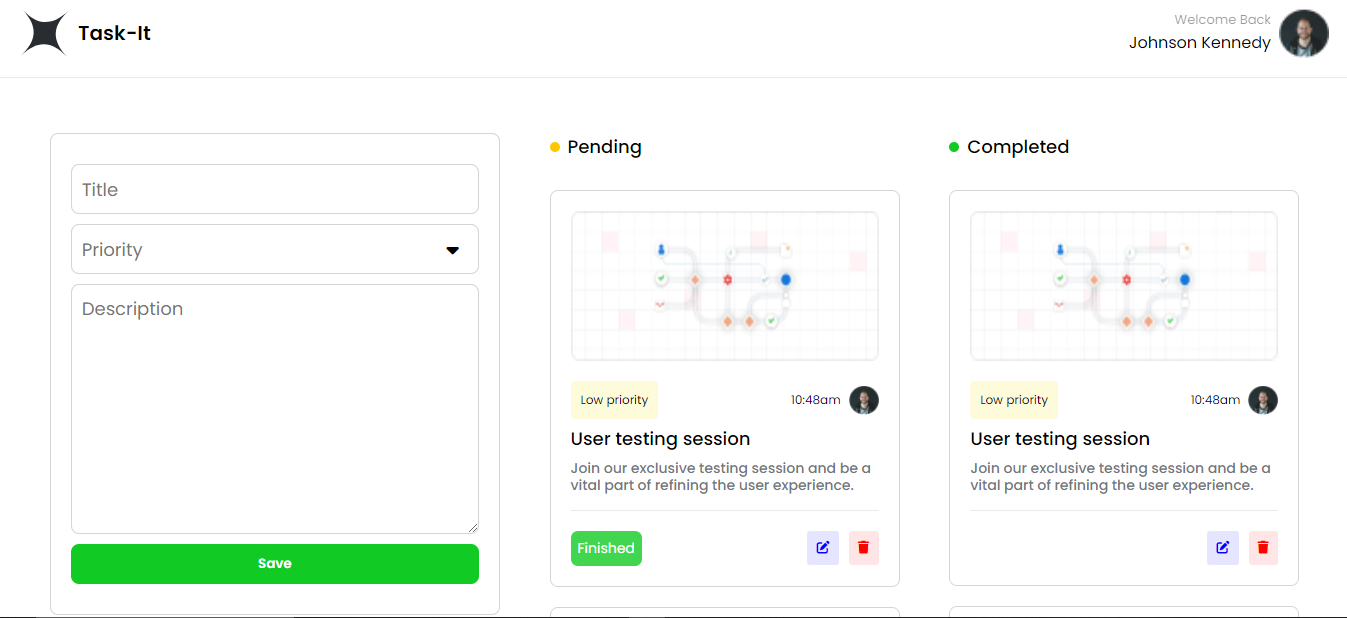 Task-It
Welcome Back
Johnson Kennedy
Title
Priority
Description
Save
Pending
Low priority
10:48am
User testing session
Join our exclusive testing session and be a
vital part of refining the user experience.
Finished
Completed
Low priority
10:48am
User testing session
Join our exclusive testing session and be a
vital part of refining the user experience.